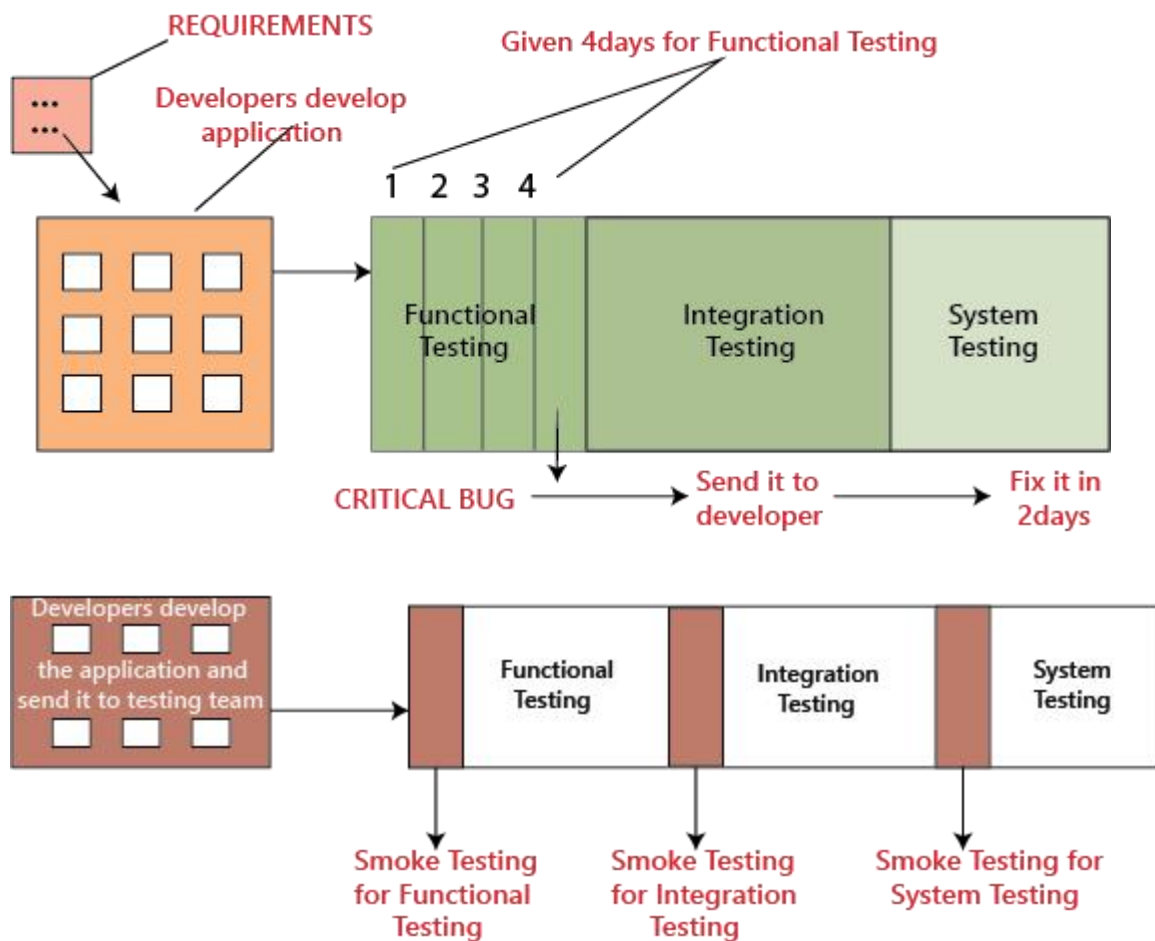 REQUIREMENTS
Given 4days for Functional Testing
Developers develop
application
1 2 3 4
Functional
Testing
Integration
Testing
System
Testing
CRITICAL BUG
Send it to
developer
Fix it in
2days
Developers develop
the application and
send it to testing team
Functional
Testing
Integration
Testing
System
Testing
Smoke Testing
for Functional
Testing
Smoke Testing
for Integration
Testing
Smoke Testing for
System Testing